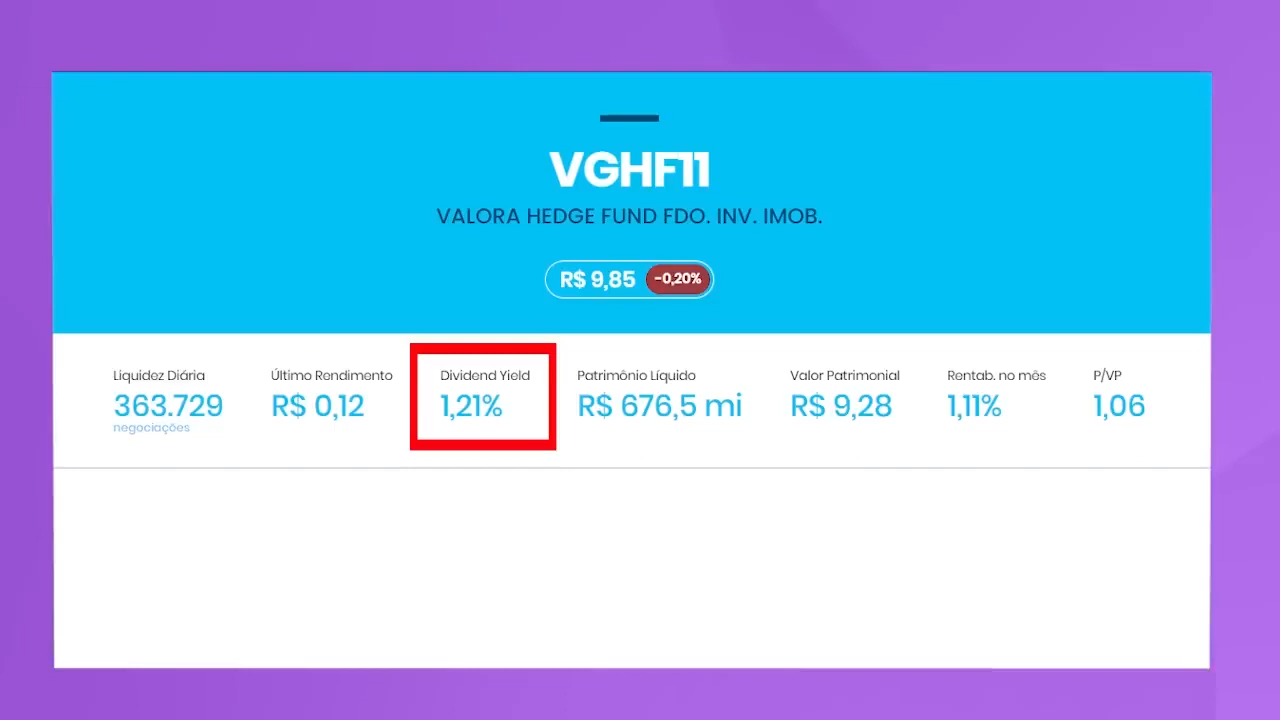 VGHF11
VALORA HEDGE FUND FDO. INV. IMOB.
R$ 9,85 -0,20%
Liquidez Diária Último Rendimento Dividend Yield Patrimônio Líquido Valor Patrimonial Rentab. no mês P/VP
363.729 R$ 0,12 1,21% R$ 676,5 mi R$ 9,28 1,11% 1,06
negociações